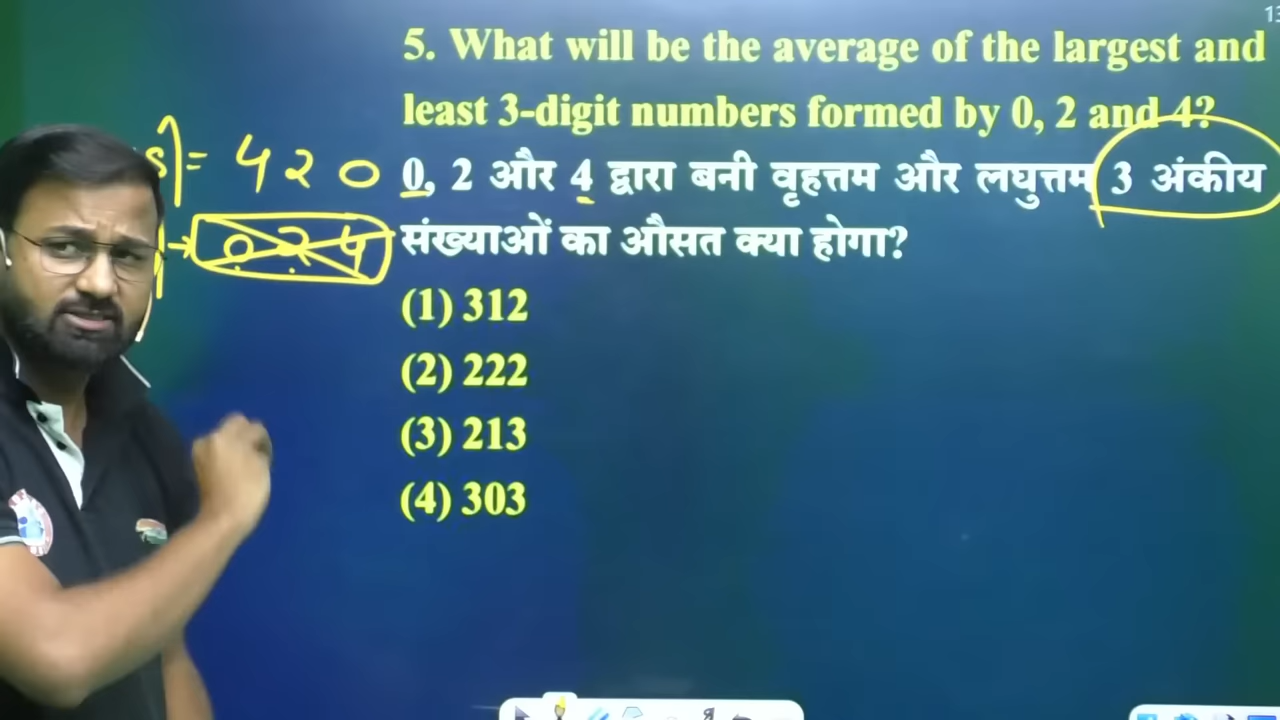 5. What will be the average of the largest and
least 3-digit numbers formed by 0, 2 and 4?
= 420
0, 2 और 4 द्वारा बनी वृहत्तम और लघुत्तम 3 अंकीय
024
संख्याओं का औसत क्या होगा?
(1) 312
(2) 222
(3) 213
(4) 303